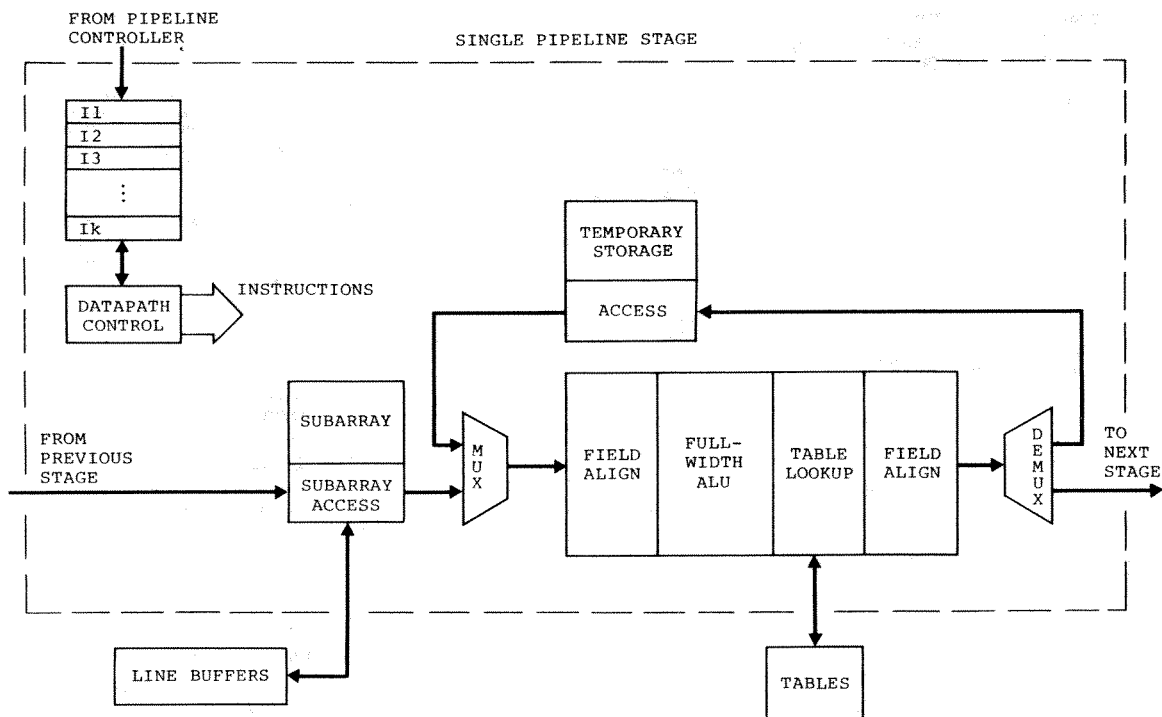 FROM PIPELINE
CONTROLLER
SINGLE PIPELINE STAGE
I1
I2
I3
⋮
Ik
DATAPATH
CONTROL
INSTRUCTIONS
TEMPORARY
STORAGE
ACCESS
FROM
PREVIOUS
STAGE
SUBARRAY
SUBARRAY
ACCESS
MUX
FIELD
ALIGN
FULL-
WIDTH
ALU
TABLE
LOOKUP
FIELD
ALIGN
DEMUX
TO
NEXT
STAGE
LINE BUFFERS
TABLES